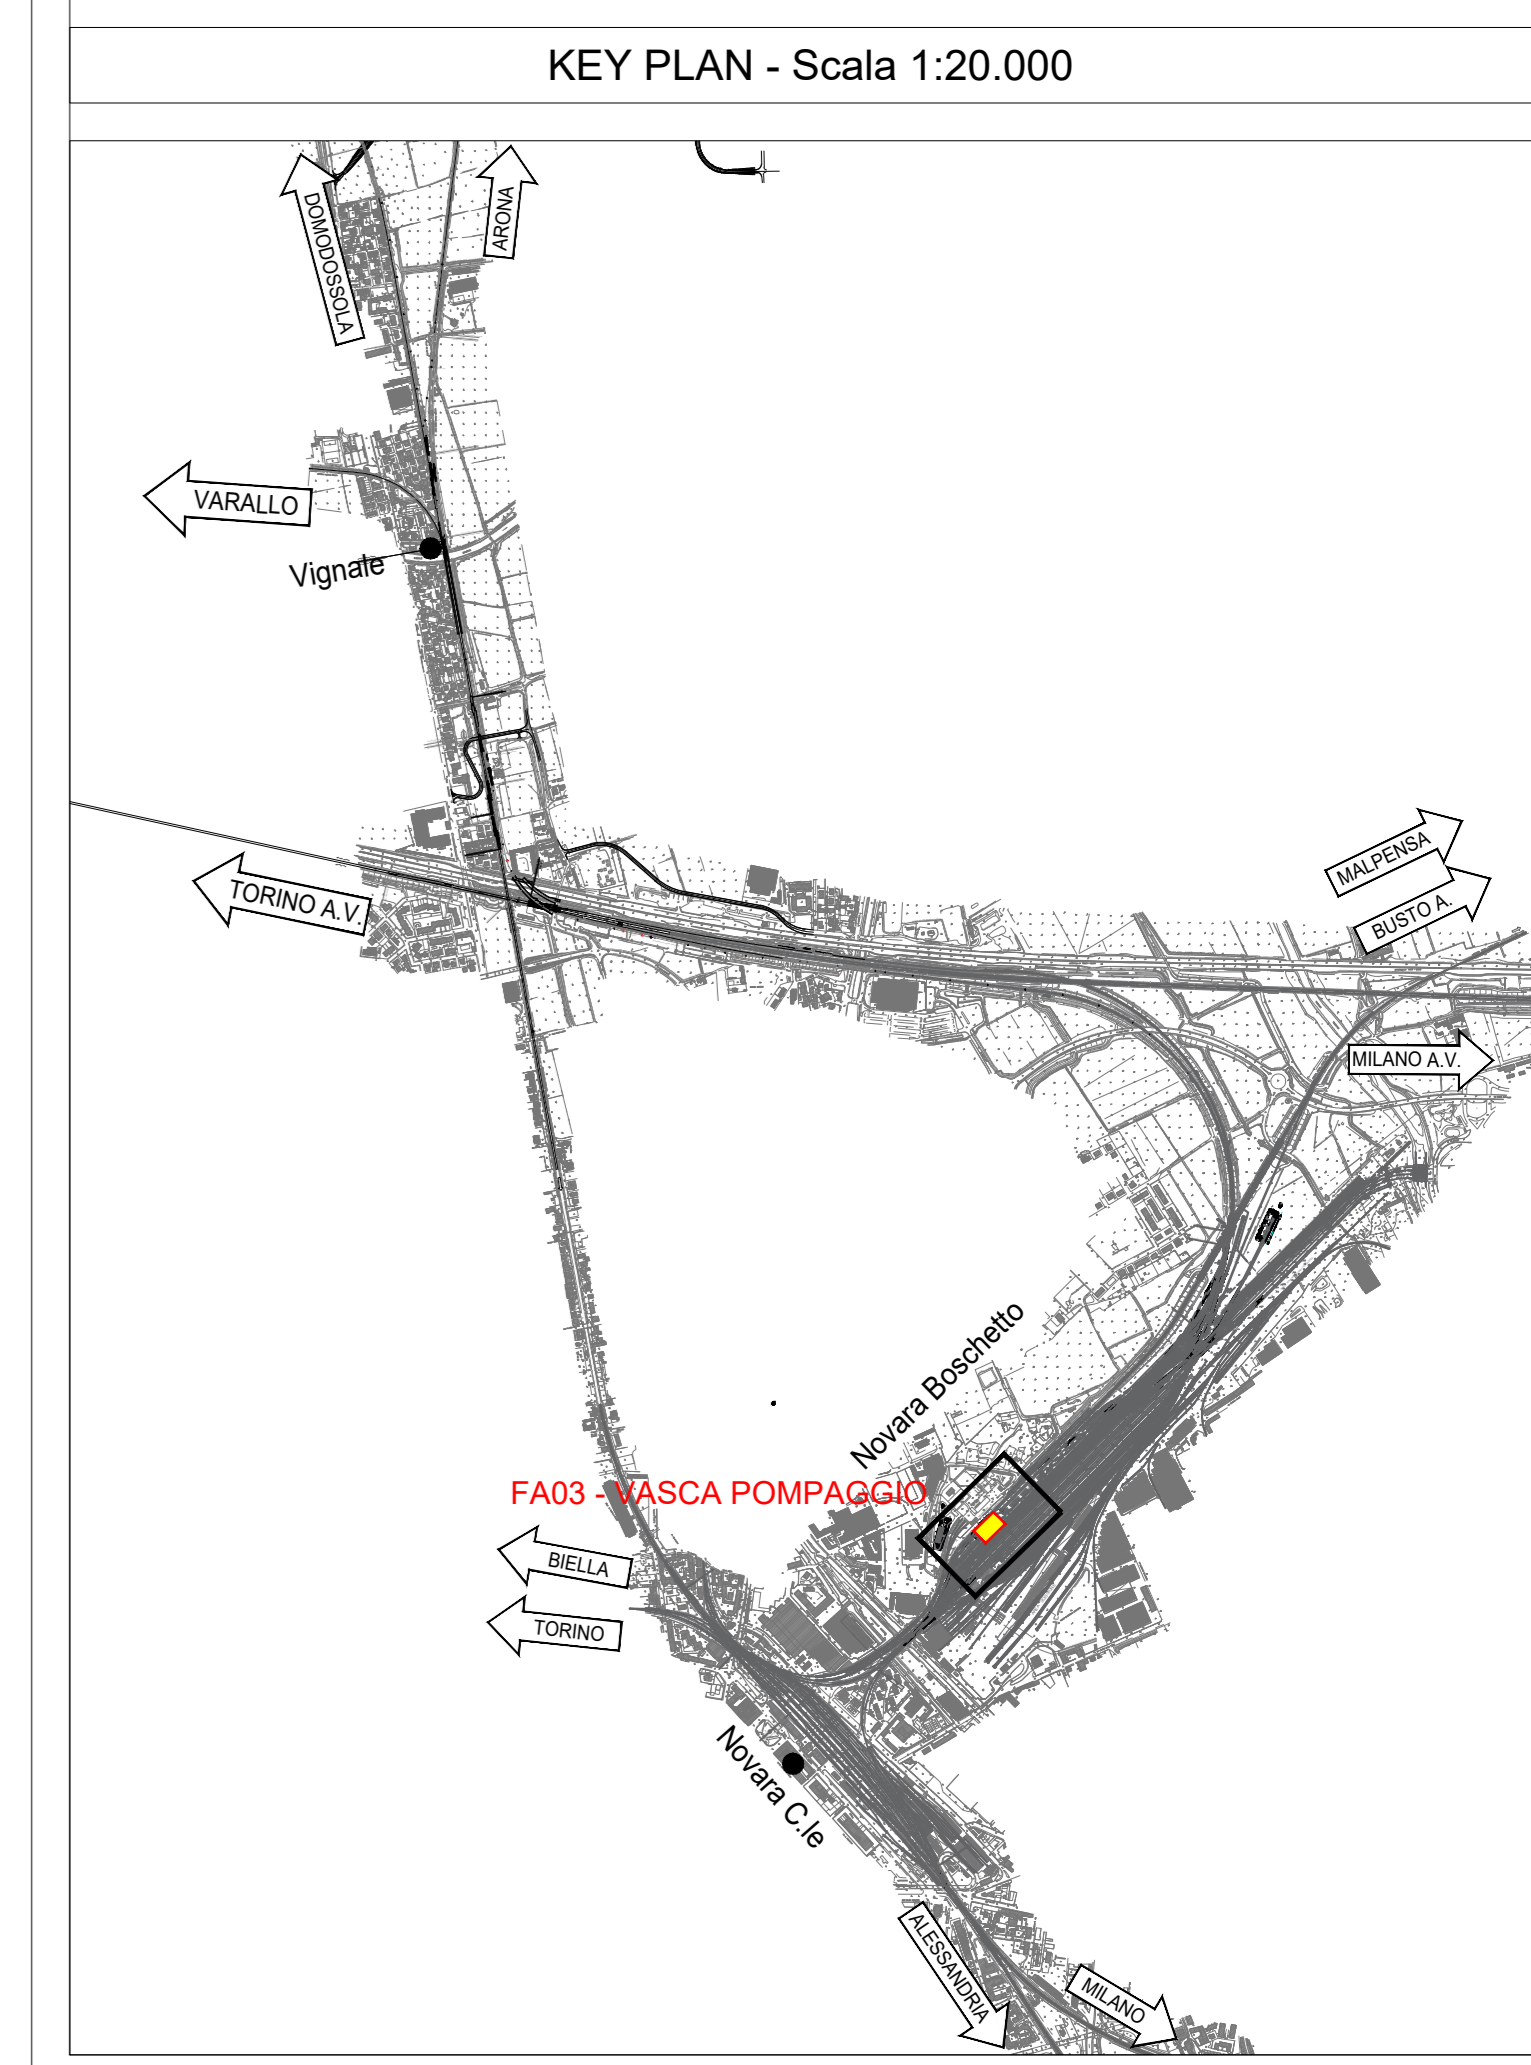 KEY PLAN - Scala 1:20.000
DOMODOSSOLA
ARONA
VARALLO
Vignale
TORINO A.V.
MALPENSA
BUSTO A.
MILANO A.V.
Novara Boschetto
FA03 - VASCA POMPAGGIO
BIELLA
TORINO
Novara C.le
ALESSANDRIA
MILANO